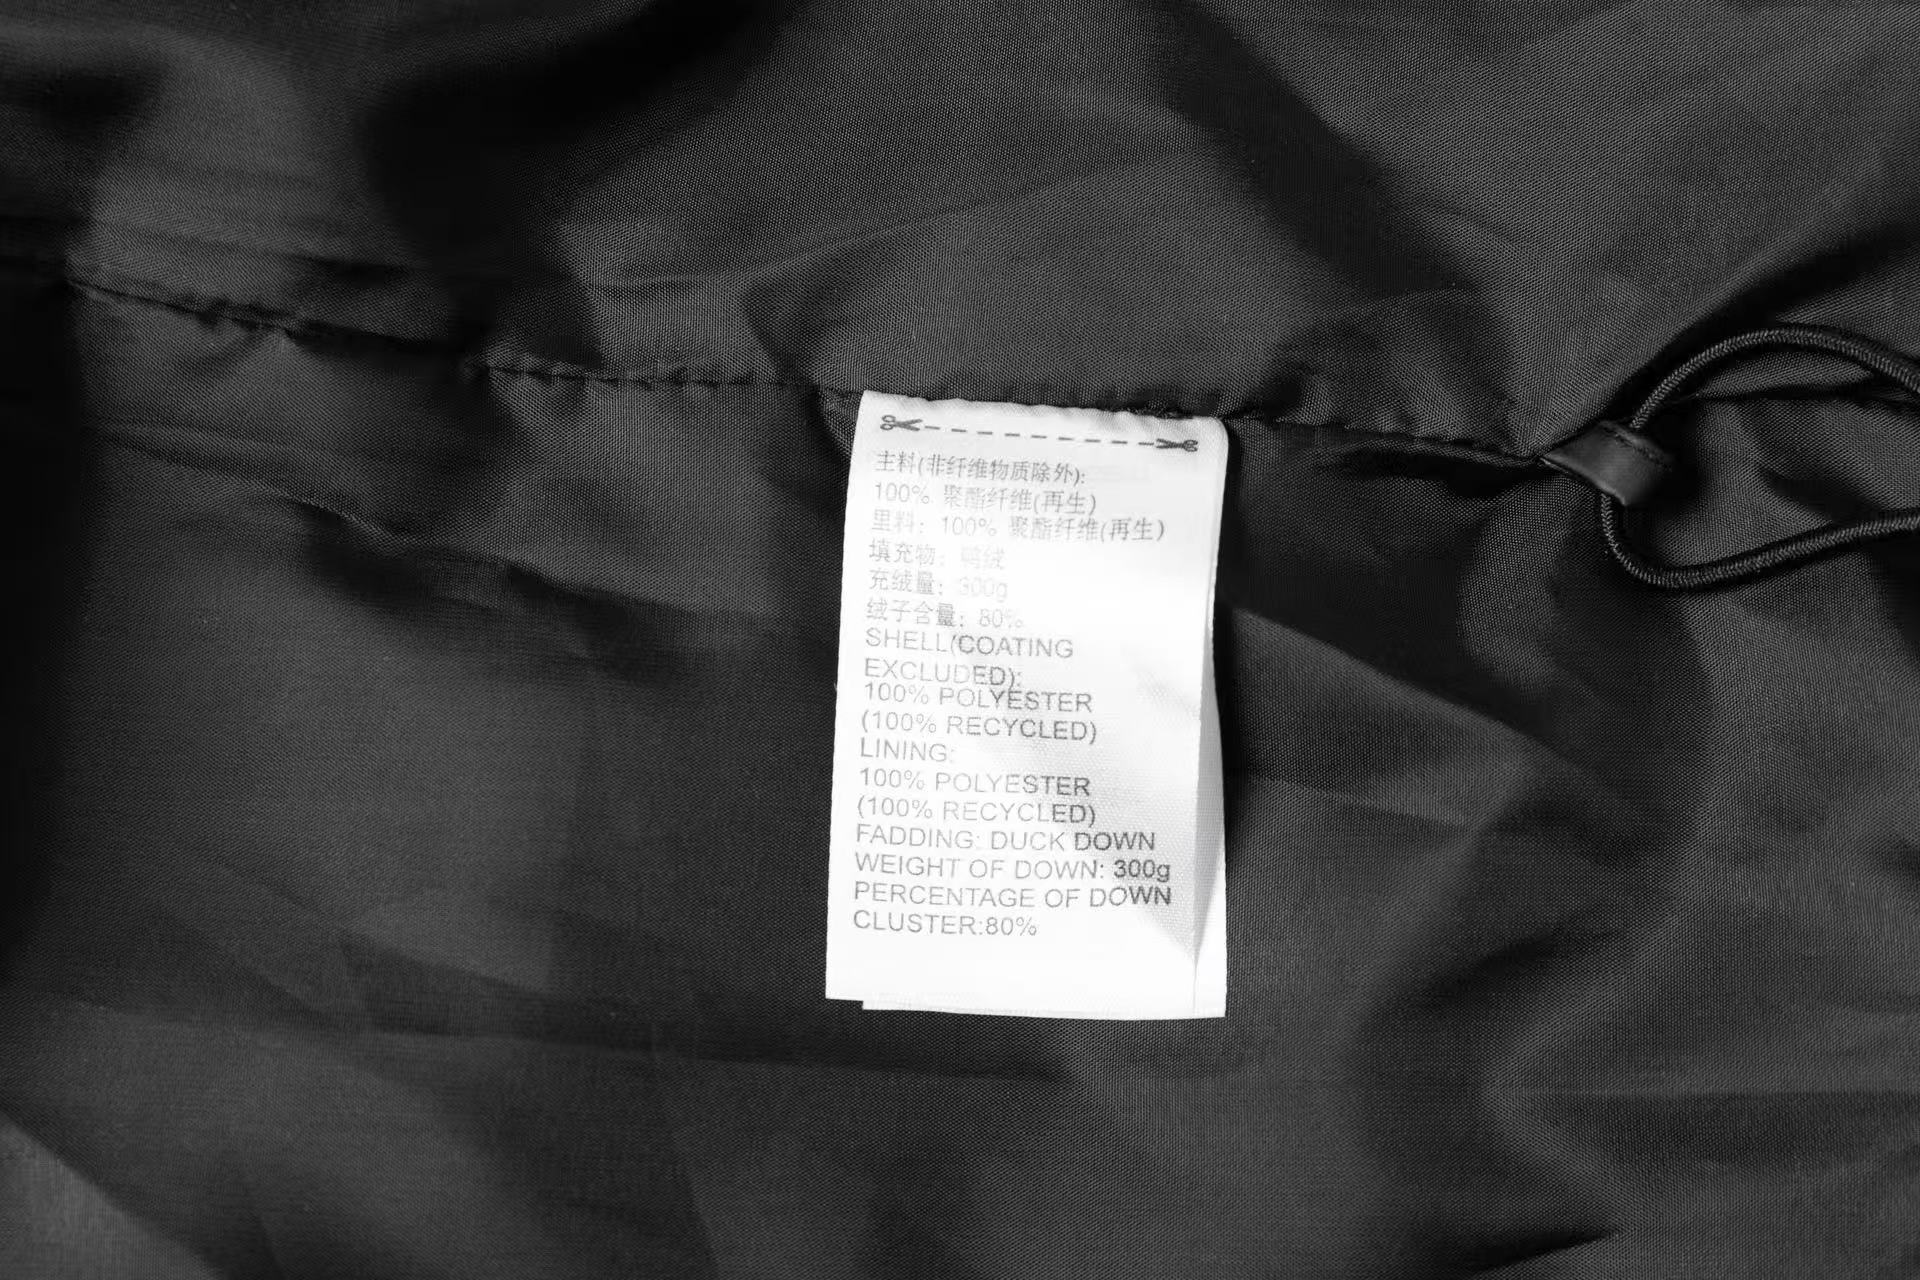 主料(非纤维物质除外):
100% 聚酯纤维(再生)
里料: 100% 聚酯纤维(再生)
填充物: 鸭绒
充绒量: 300g
绒子含量: 80%
SHELL(COATING
EXCLUDED):
100% POLYESTER
(100% RECYCLED)
LINING:
100% POLYESTER
(100% RECYCLED)
FADDING: DUCK DOWN
WEIGHT OF DOWN: 300g
PERCENTAGE OF DOWN
CLUSTER:80%